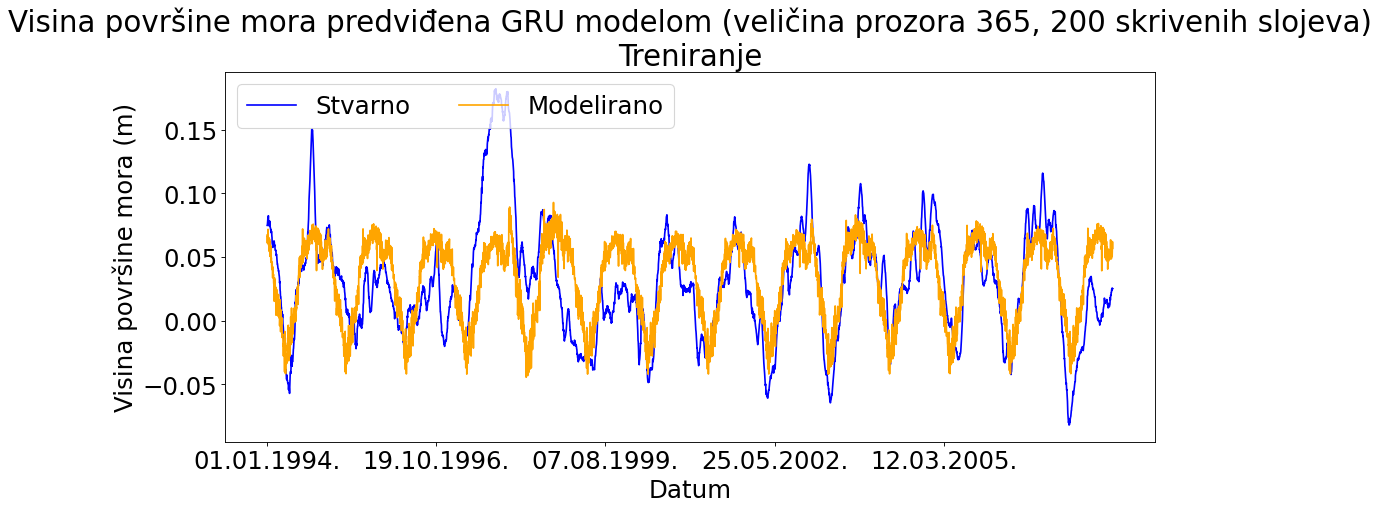 Visina površine mora predviđena GRU modelom (veličina prozora 365, 200 skrivenih slojeva)
Treniranje
Stvarno
Modelirano
Visina površine mora (m)
0.15
0.10
0.05
0.00
−0.05
01.01.1994.
19.10.1996.
07.08.1999.
25.05.2002.
12.03.2005.
Datum